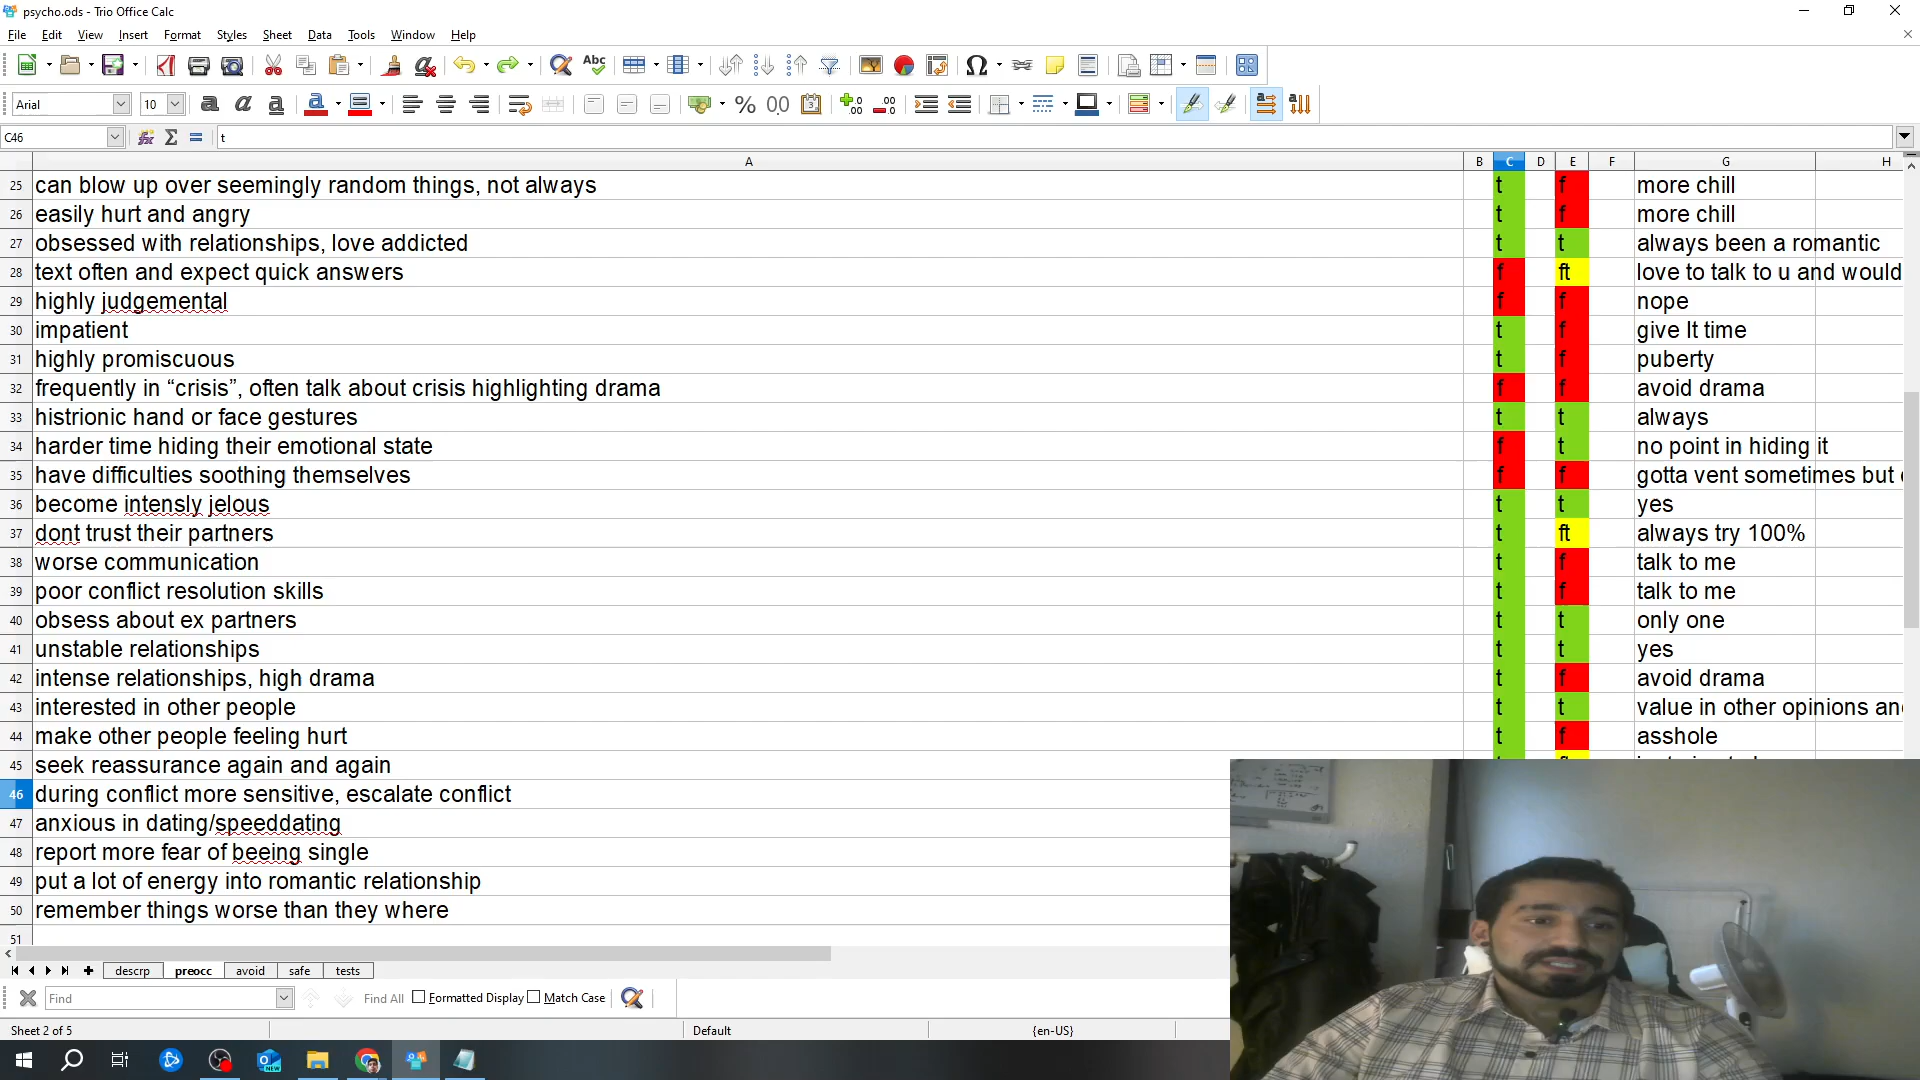 psycho.ods - Trio Office Calc
File Edit View Insert Format Styles Sheet Data Tools Window Help
Arial 10
C46 t
A B C D E F G H
25 can blow up over seemingly random things, not always t f more chill
26 easily hurt and angry t f more chill
27 obsessed with relationships, love addicted t t always been a romantic
28 text often and expect quick answers f ft love to talk to u and would
29 highly judgemental f f nope
30 impatient t f give It time
31 highly promiscuous t f puberty
32 frequently in “crisis”, often talk about crisis highlighting drama f f avoid drama
33 histrionic hand or face gestures t t always
34 harder time hiding their emotional state f t no point in hiding it
35 have difficulties soothing themselves f f gotta vent sometimes but
36 become intensly jelous t t yes
37 dont trust their partners t ft always try 100%
38 worse communication t f talk to me
39 poor conflict resolution skills t f talk to me
40 obsess about ex partners t t only one
41 unstable relationships t t yes
42 intense relationships, high drama t f avoid drama
43 interested in other people t t value in other opinions
44 make other people feeling hurt t f asshole
45 seek reassurance again and again
46 during conflict more sensitive, escalate conflict
47 anxious in dating/speeddating
48 report more fear of beeing single
49 put a lot of energy into romantic relationship
50 remember things worse than they where
51
descrp preocc avoid safe tests
Find Find All Formatted Display Match Case
Sheet 2 of 5 Default {en-US}